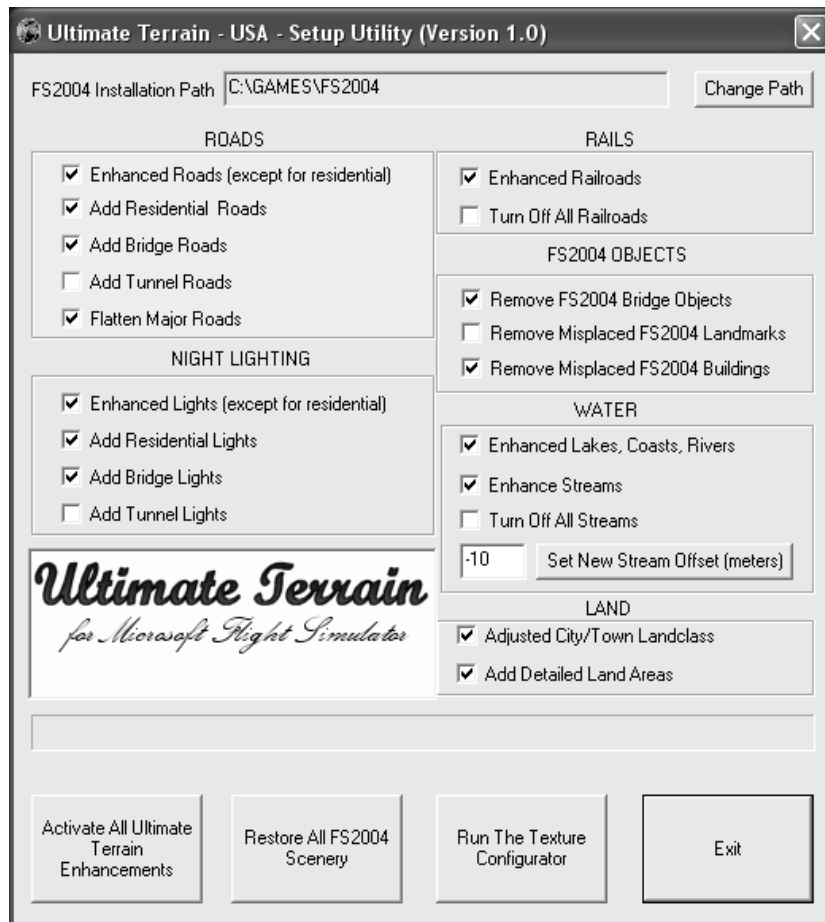 Ultimate Terrain - USA - Setup Utility (Version 1.0)
FS2004 Installation Path
C:\GAMES\FS2004
Change Path
ROADS
Enhanced Roads (except for residential)
Add Residential Roads
Add Bridge Roads
Add Tunnel Roads
Flatten Major Roads
NIGHT LIGHTING
Enhanced Lights (except for residential)
Add Residential Lights
Add Bridge Lights
Add Tunnel Lights
Ultimate Terrain
for Microsoft Flight Simulator
RAILS
Enhanced Railroads
Turn Off All Railroads
FS2004 OBJECTS
Remove FS2004 Bridge Objects
Remove Misplaced FS2004 Landmarks
Remove Misplaced FS2004 Buildings
WATER
Enhanced Lakes, Coasts, Rivers
Enhance Streams
Turn Off All Streams
-10
Set New Stream Offset (meters)
LAND
Adjusted City/Town Landclass
Add Detailed Land Areas
Activate All Ultimate
Terrain
Enhancements
Restore All FS2004
Scenery
Run The Texture
Configurator
Exit